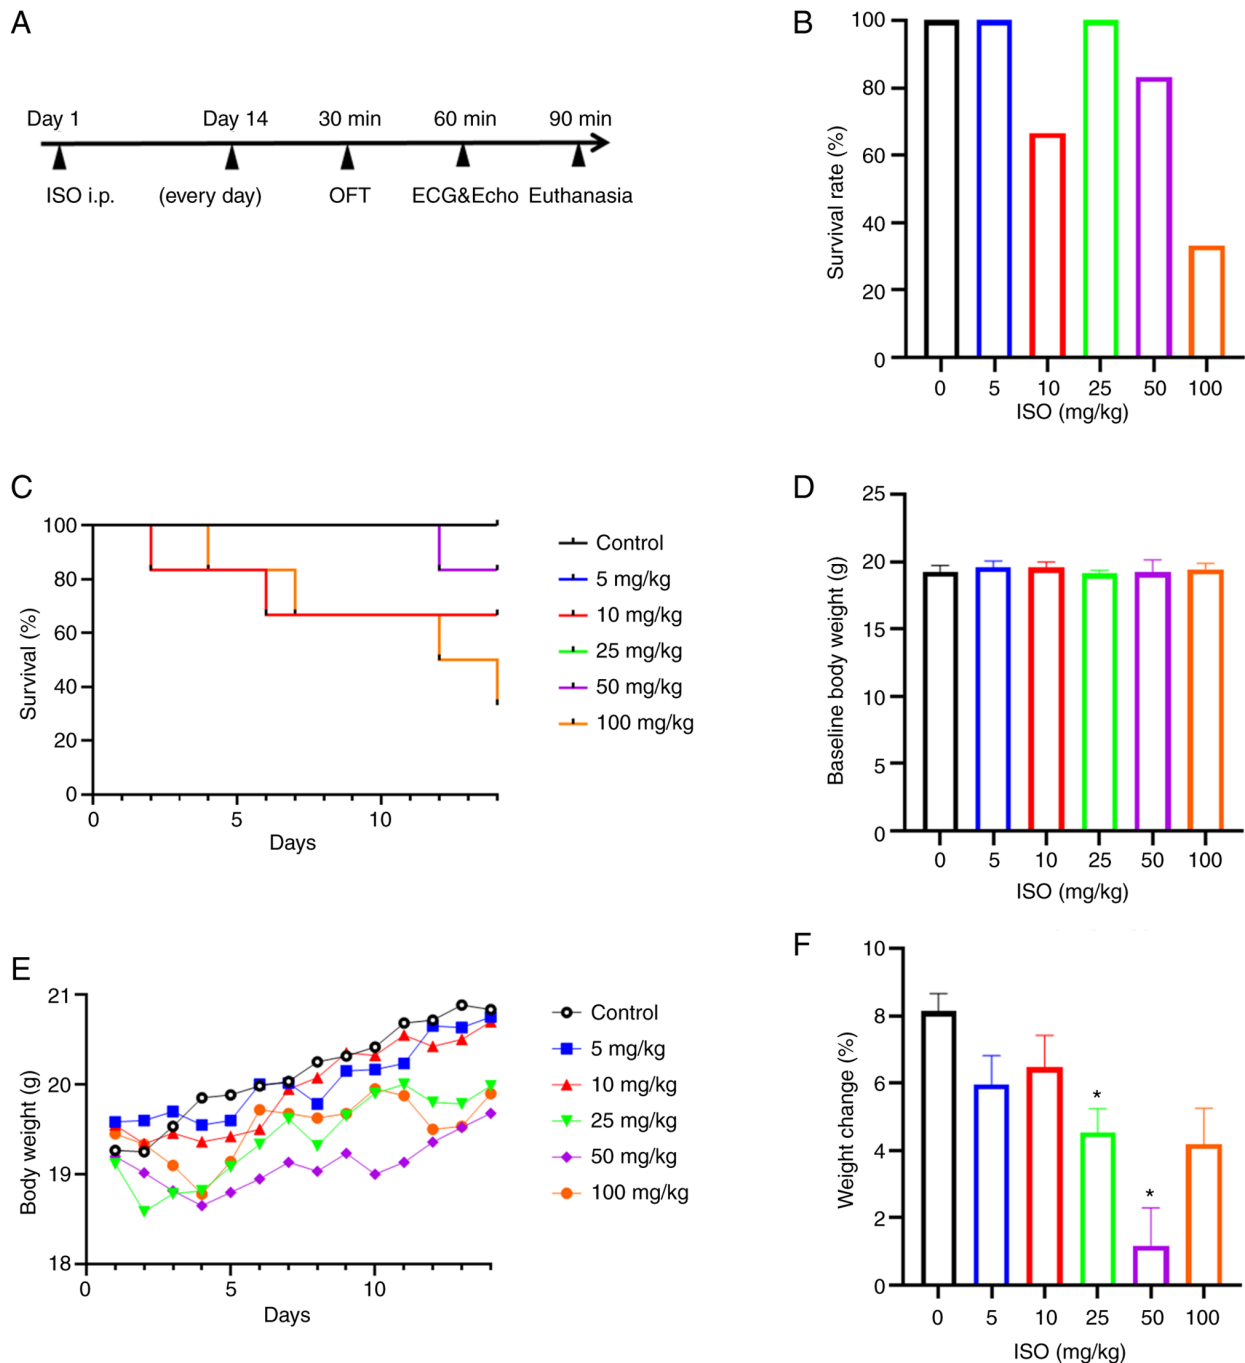 A
Day 1 Day 14 30 min 60 min 90 min
ISO i.p. (every day) OFT ECG&Echo Euthanasia
B
Survival rate (%)
100
80
60
40
20
0
0 5 10 25 50 100
ISO (mg/kg)
C
Survival (%)
100
80
60
40
20
0
0 5 10
Days
Control
5 mg/kg
10 mg/kg
25 mg/kg
50 mg/kg
100 mg/kg
D
Baseline body weight (g)
25
20
15
10
5
0
0 5 10 25 50 100
ISO (mg/kg)
E
Body weight (g)
21
20
19
18
0 5 10
Days
Control
5 mg/kg
10 mg/kg
25 mg/kg
50 mg/kg
100 mg/kg
F
Weight change (%)
10
8
6
4
2
0
*
*
0 5 10 25 50 100
ISO (mg/kg)